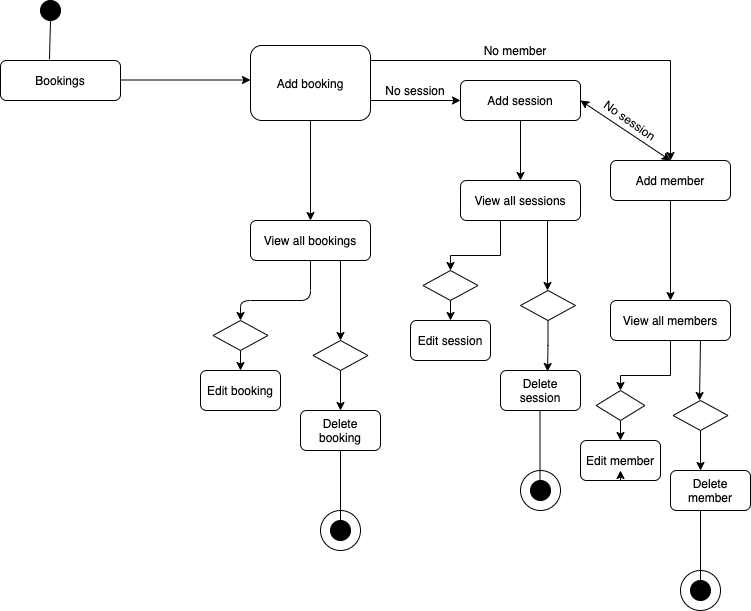 No member
Bookings
Add booking
No session
Add session
No session
Add member
View all sessions
View all bookings
View all members
Edit session
Edit booking
Delete
session
Delete
booking
Edit member
Delete
member